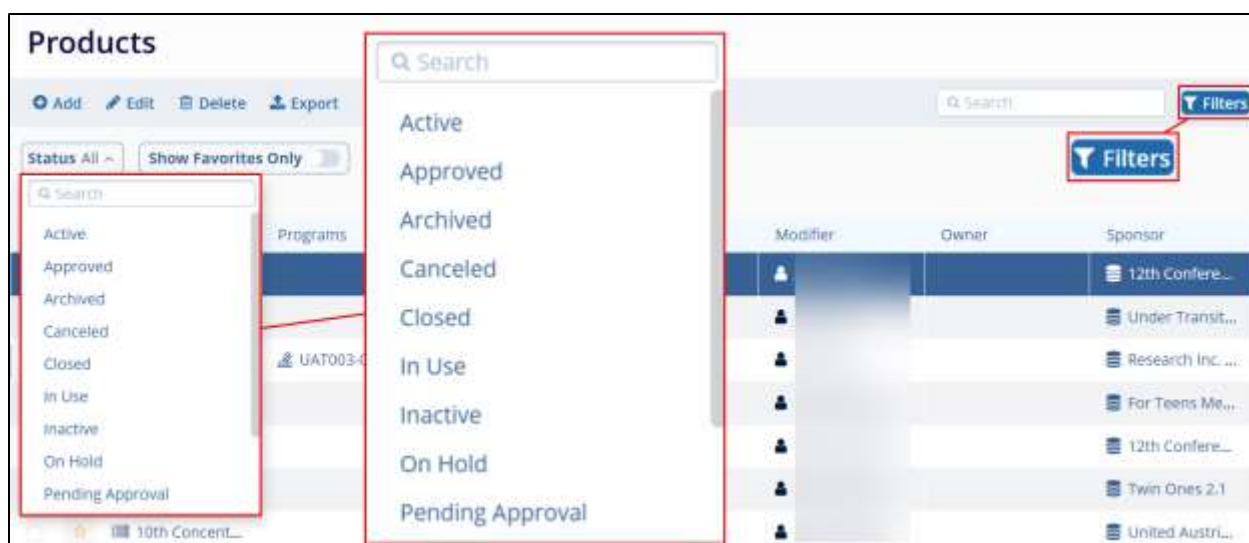 Products
Search
Add Edit Delete Export
Search
Filters
Status All
Show Favorites Only
Filters
Search
Active
Approved
Archived
Canceled
Closed
In Use
Inactive
On Hold
Pending Approval
Active
Approved
Archived
Canceled
Closed
In Use
Inactive
On Hold
Pending Approval
Programs Modifier Owner Sponsor
12th Confere...
Under Transit...
UAT003- Research Inc. ...
For Teens Me...
12th Confere...
Twin Ones 2.1
10th Concent... United Austri...